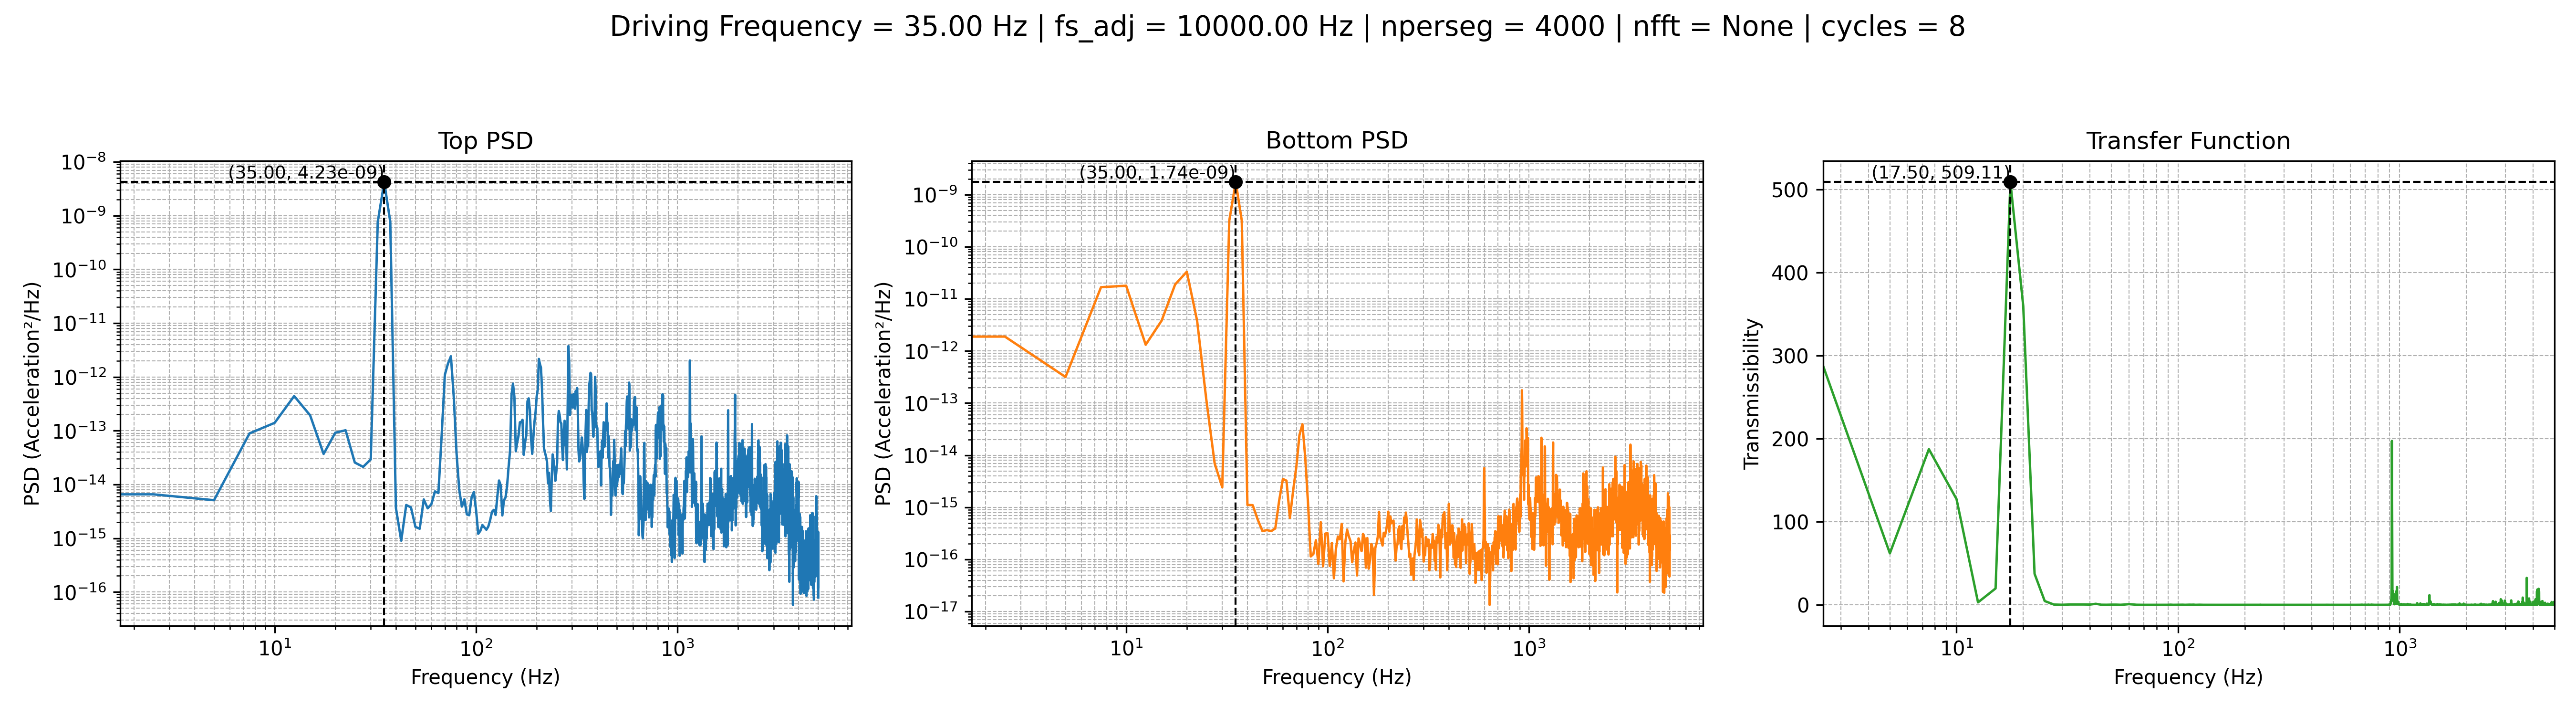 Driving Frequency = 35.00 Hz | fs_adj = 10000.00 Hz | nperseg = 4000 | nfft = None | cycles = 8
Top PSD
(35.00, 4.23e-09)
10⁻⁸
10⁻⁹
10⁻¹⁰
10⁻¹¹
10⁻¹²
10⁻¹³
10⁻¹⁴
10⁻¹⁵
10⁻¹⁶
PSD (Acceleration²/Hz)
10¹ 10² 10³
Frequency (Hz)
Bottom PSD
(35.00, 1.74e-09)
10⁻⁹
10⁻¹⁰
10⁻¹¹
10⁻¹²
10⁻¹³
10⁻¹⁴
10⁻¹⁵
10⁻¹⁶
10⁻¹⁷
PSD (Acceleration²/Hz)
10¹ 10² 10³
Frequency (Hz)
Transfer Function
(17.50, 509.11)
500
400
300
200
100
0
Transmissibility
10¹ 10² 10³
Frequency (Hz)